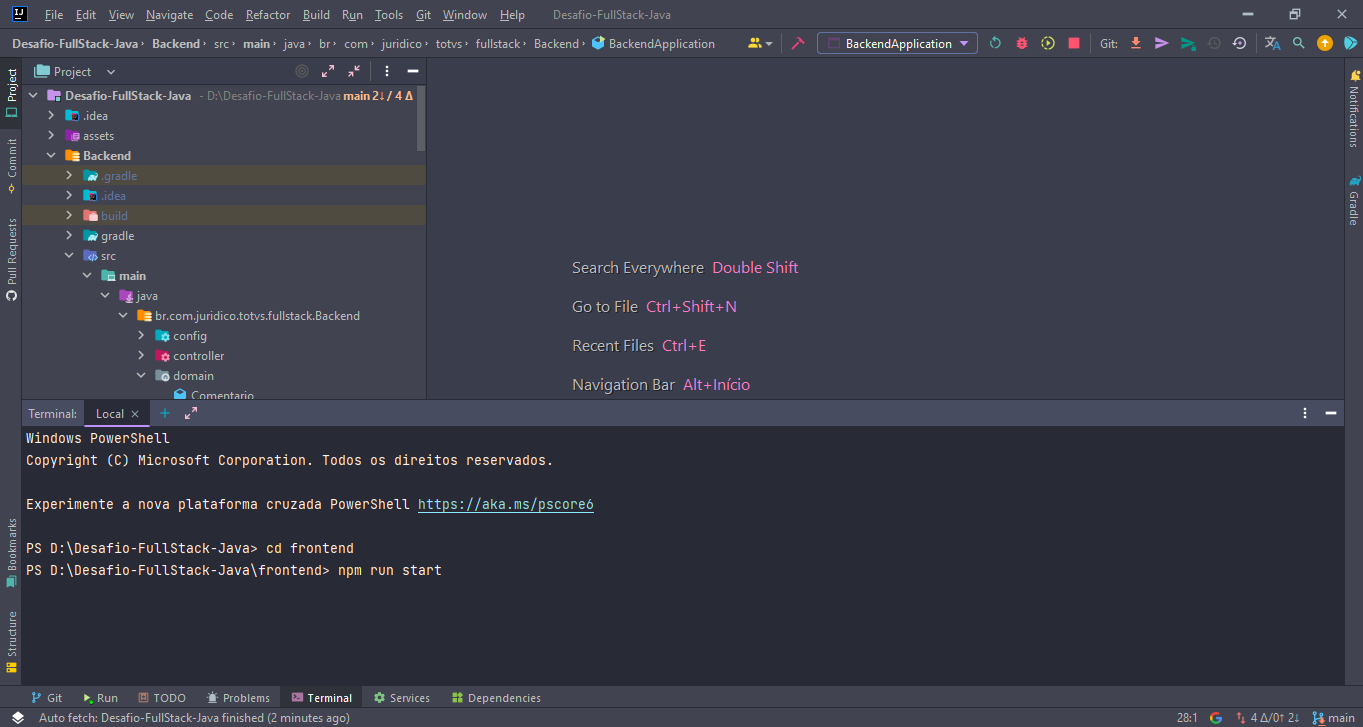 IJ File Edit View Navigate Code Refactor Build Run Tools Git Window Help Desafio-FullStack-Java
Desafio-FullStack-Java › Backend › src › main › java › br › com › juridico › totvs › fullstack › Backend › BackendApplication BackendApplication Git:
Project
Desafio-FullStack-Java - D:\Desafio-FullStack-Java main 2↓ / 4 Δ
.idea
assets
Backend
.gradle
.idea
build
gradle
src
main
java
br.com.juridico.totvs.fullstack.Backend
config
controller
domain
Comentario
Search Everywhere Double Shift
Go to File Ctrl+Shift+N
Recent Files Ctrl+E
Navigation Bar Alt+Início
Project
Commit
Pull Requests
Bookmarks
Structure
Notifications
Gradle
Terminal: Local
Windows PowerShell
Copyright (C) Microsoft Corporation. Todos os direitos reservados.
Experimente a nova plataforma cruzada PowerShell https://aka.ms/pscore6
PS D:\Desafio-FullStack-Java> cd frontend
PS D:\Desafio-FullStack-Java\frontend> npm run start
Git Run TODO Problems Terminal Services Dependencies
Auto fetch: Desafio-FullStack-Java finished (2 minutes ago) 28:1 G 4 Δ/0↑ 2↓ main